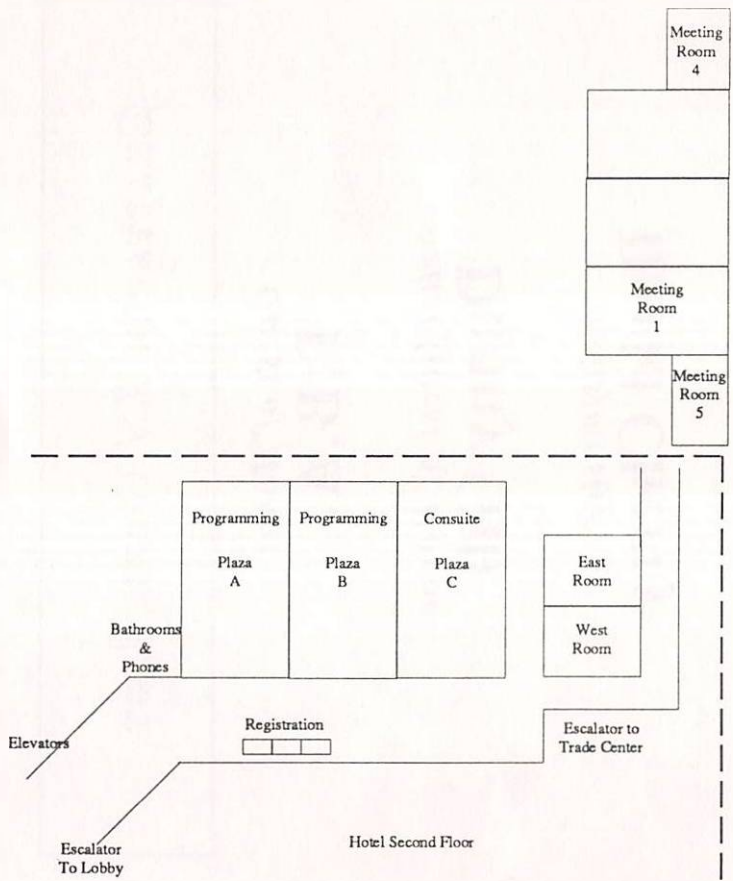 Meeting
Room
4
Meeting
Room
1
Meeting
Room
5
Programming
Plaza
A
Programming
Plaza
B
Consuite
Plaza
C
East
Room
West
Room
Bathrooms
&
Phones
Elevators
Registration
Escalator to
Trade Center
Escalator
To Lobby
Hotel Second Floor